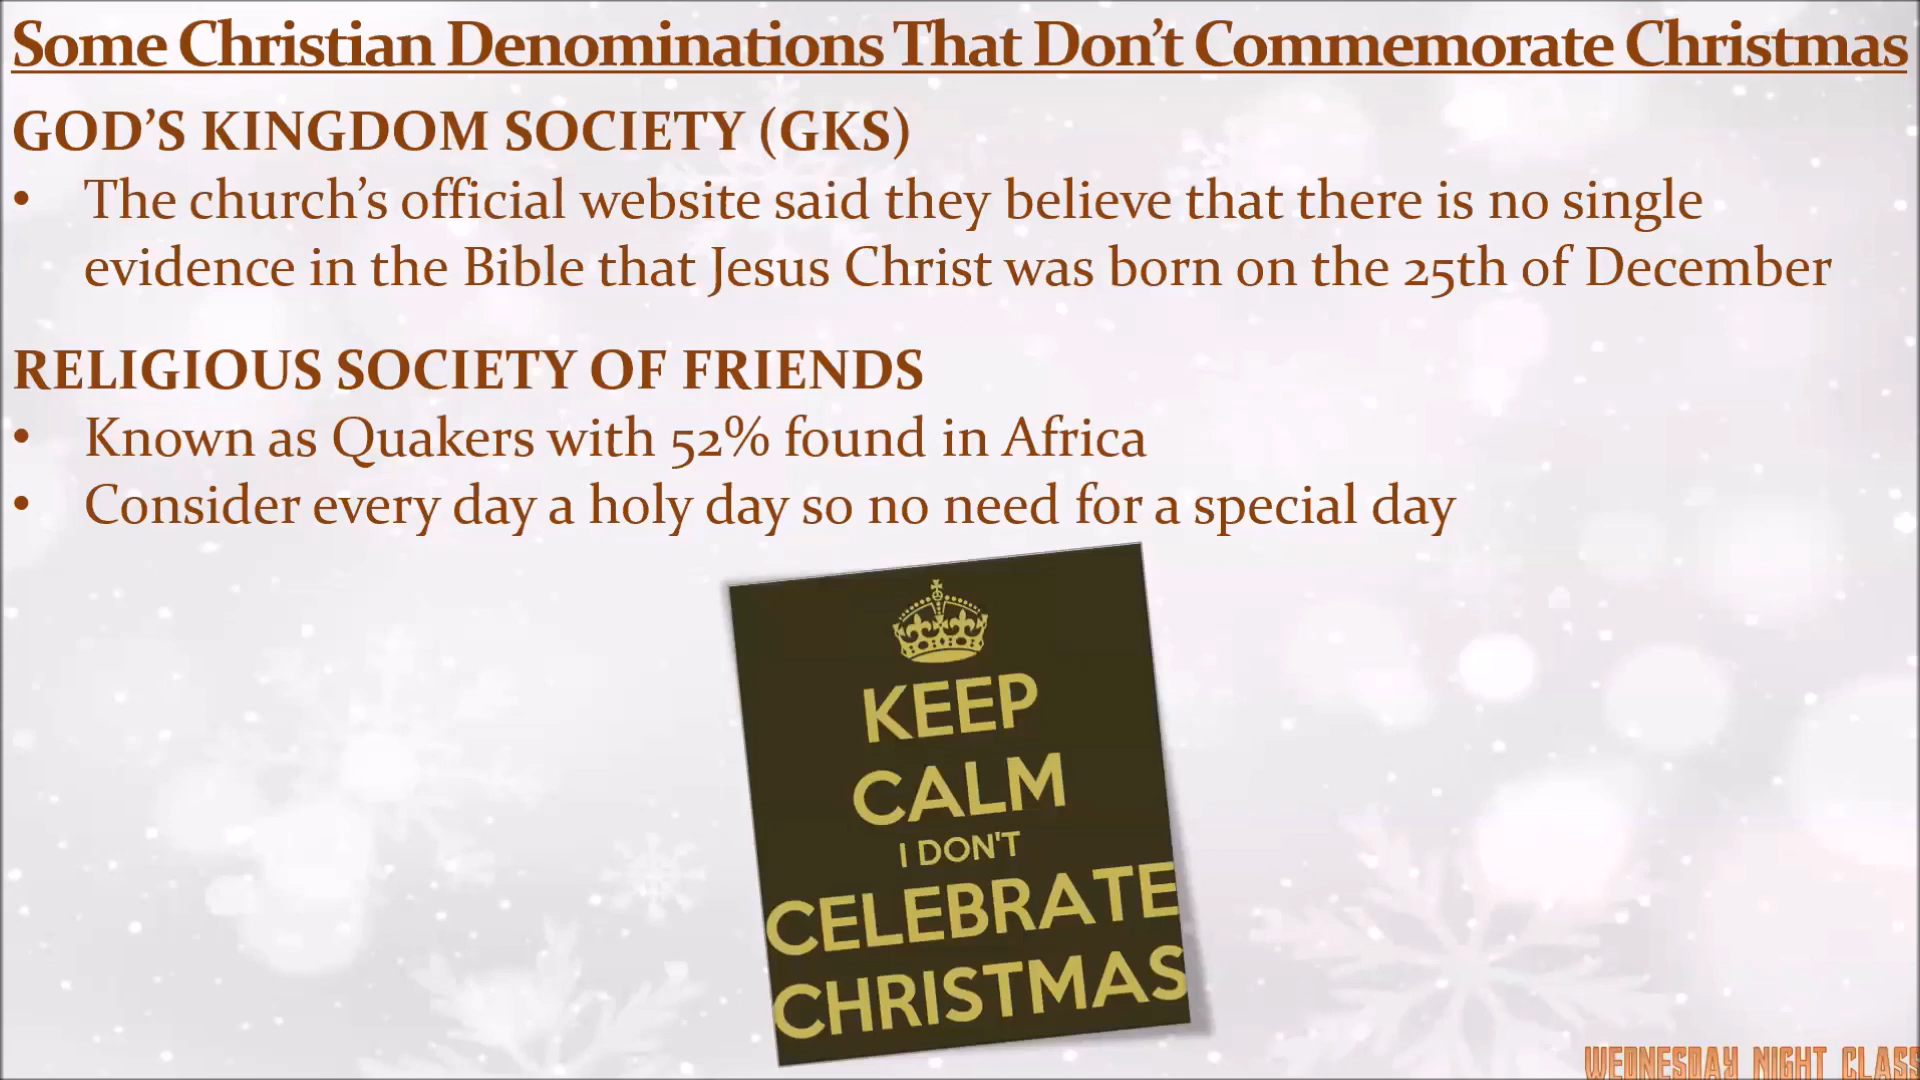 Some Christian Denominations That Don't Commemorate Christmas
GOD'S KINGDOM SOCIETY (GKS)
• The church's official website said they believe that there is no single
evidence in the Bible that Jesus Christ was born on the 25th of December
RELIGIOUS SOCIETY OF FRIENDS
• Known as Quakers with 52% found in Africa
• Consider every day a holy day so no need for a special day
KEEP
CALM
I DON'T
CELEBRATE
CHRISTMAS
WEDNESDAY NIGHT CLASS